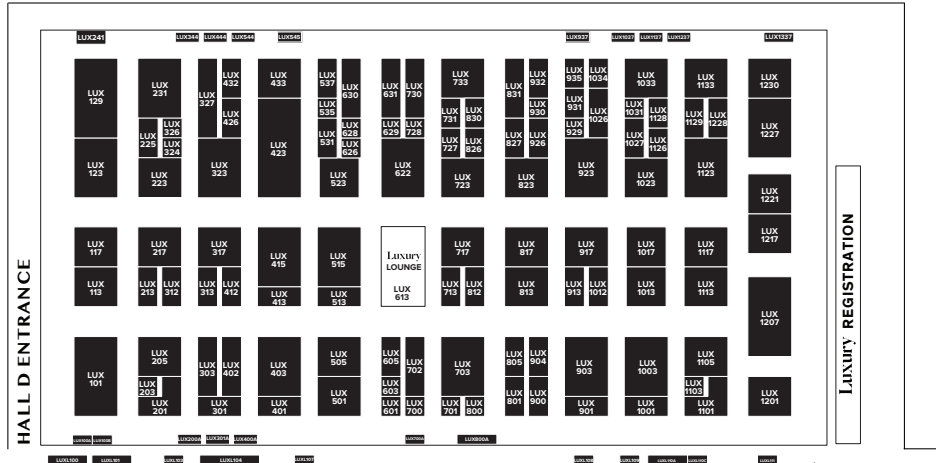 LUX241
LUX344
LUX444
LUX544
LUX545
LUX937
LUX1037
LUX1137
LUX1237
LUX1337
LUX
129
LUX
231
LUX
327
LUX
432
LUX
433
LUX
537
LUX
630
LUX
631
LUX
730
LUX
733
LUX
831
LUX
932
LUX
935
LUX
1034
LUX
1033
LUX
1133
LUX
1230
LUX
225
LUX
326
LUX
324
LUX
426
LUX
423
LUX
535
LUX
531
LUX
628
LUX
626
LUX
629
LUX
728
LUX
731
LUX
830
LUX
727
LUX
826
LUX
827
LUX
930
LUX
926
LUX
931
LUX
929
LUX
1026
LUX
1031
LUX
1128
LUX
1027
LUX
1126
LUX
1129
LUX
1228
LUX
1227
LUX
123
LUX
223
LUX
323
LUX
523
LUX
622
LUX
723
LUX
823
LUX
923
LUX
1023
LUX
1123
LUX
1221
LUX
1217
LUX
117
LUX
217
LUX
317
LUX
415
LUX
515
Luxury
LOUNGE
LUX
613
LUX
717
LUX
817
LUX
917
LUX
1017
LUX
1117
LUX
113
LUX
213
LUX
312
LUX
313
LUX
412
LUX
413
LUX
513
LUX
713
LUX
812
LUX
813
LUX
913
LUX
1012
LUX
1013
LUX
1113
LUX
1207
LUX
101
LUX
205
LUX
203
LUX
201
LUX
303
LUX
402
LUX
301
LUX
403
LUX
401
LUX
505
LUX
501
LUX
605
LUX
603
LUX
601
LUX
702
LUX
700
LUX
703
LUX
701
LUX
800
LUX
805
LUX
904
LUX
801
LUX
900
LUX
903
LUX
901
LUX
1003
LUX
1001
LUX
1105
LUX
1103
LUX
1101
LUX
1201
HALL D ENTRANCE
Luxury REGISTRATION
LUX100A
LUX100B
LUX200A
LUX301A
LUX400A
LUX700A
LUX800A
LUXL100
LUXL101
LUXL103
LUXL104
LUXL107
LUXL108
LUXL109